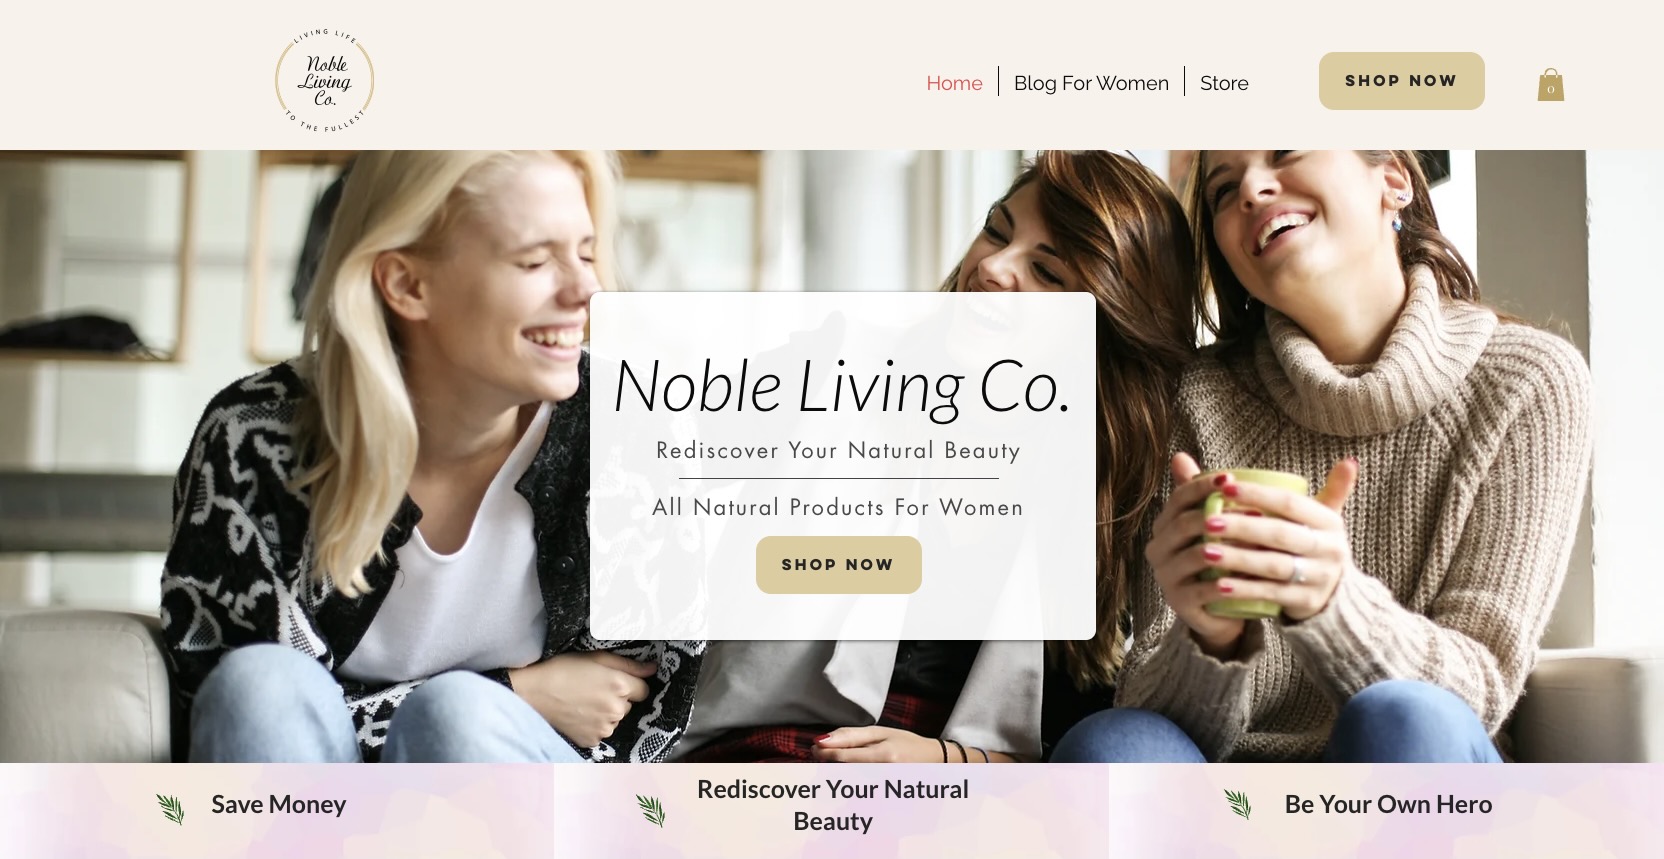 LIVING LIFE
Noble
Living
Co.
TO THE FULLEST
Home
Blog For Women
Store
SHOP NOW
0
Noble Living Co.
Rediscover Your Natural Beauty
All Natural Products For Women
SHOP NOW
Save Money
Rediscover Your Natural
Beauty
Be Your Own Hero